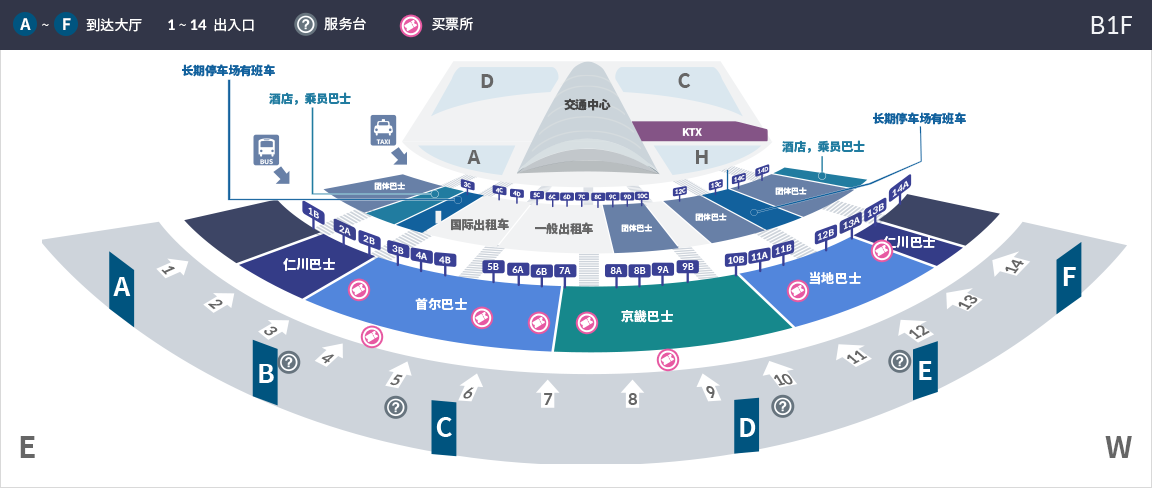 A ~ F 到达大厅 1 ~ 14 出入口 服务台 买票所 B1F
长期停车场有班车
酒店，乘员巴士
TAXI
BUS
D
C
交通中心
KTX
A
H
长期停车场有班车
酒店，乘员巴士
团体巴士
3C 4C 4D 5C 6C 6D 7C 8C 9C 9D 10C 12C 13C 14C 14D
团体巴士
团体巴士
国际出租车
一般出租车
团体巴士
1B 2A 2B 3B 4A 4B 5B 6A 6B 7A 8A 8B 9A 9B 10B 11A 11B 12B 13A 13B 14A
仁川巴士
首尔巴士
京畿巴士
当地巴士
仁川巴士
1 2 3 4 5 6 7 8 9 10 11 12 13 14
A
B
C
D
E
F
E
W